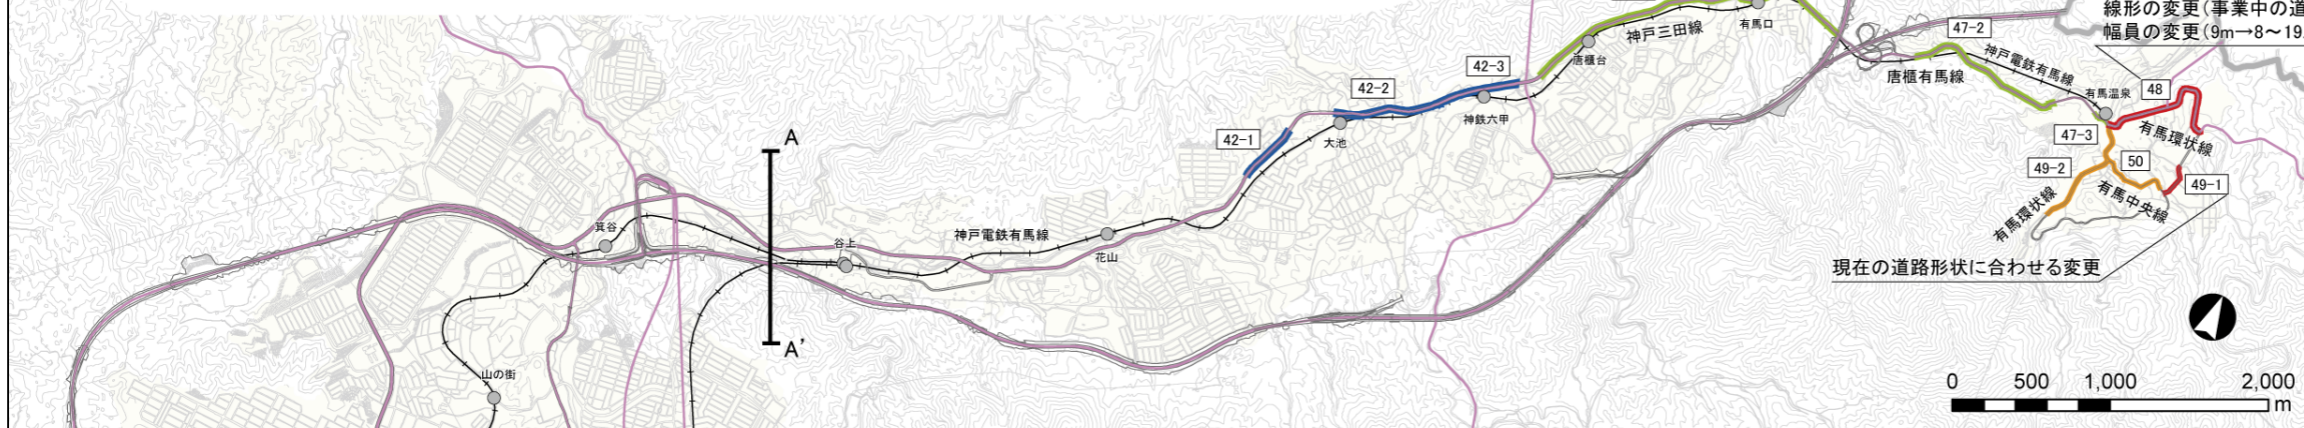 線形の変更(事業中の道
幅員の変更(9m→8〜19
47-2
神戸三田線
有馬口
唐櫃台
神戸電鉄有馬線
唐櫃有馬線
有馬温泉
48
42-3
42-2
神鉄六甲
大池
42-1
47-3
有馬環状線
50
49-2
49-1
有馬中央線
有馬環状線
現在の道路形状に合わせる変更
A
箕谷
谷上
神戸電鉄有馬線
花山
A'
山の街
0 500 1,000 2,000
m